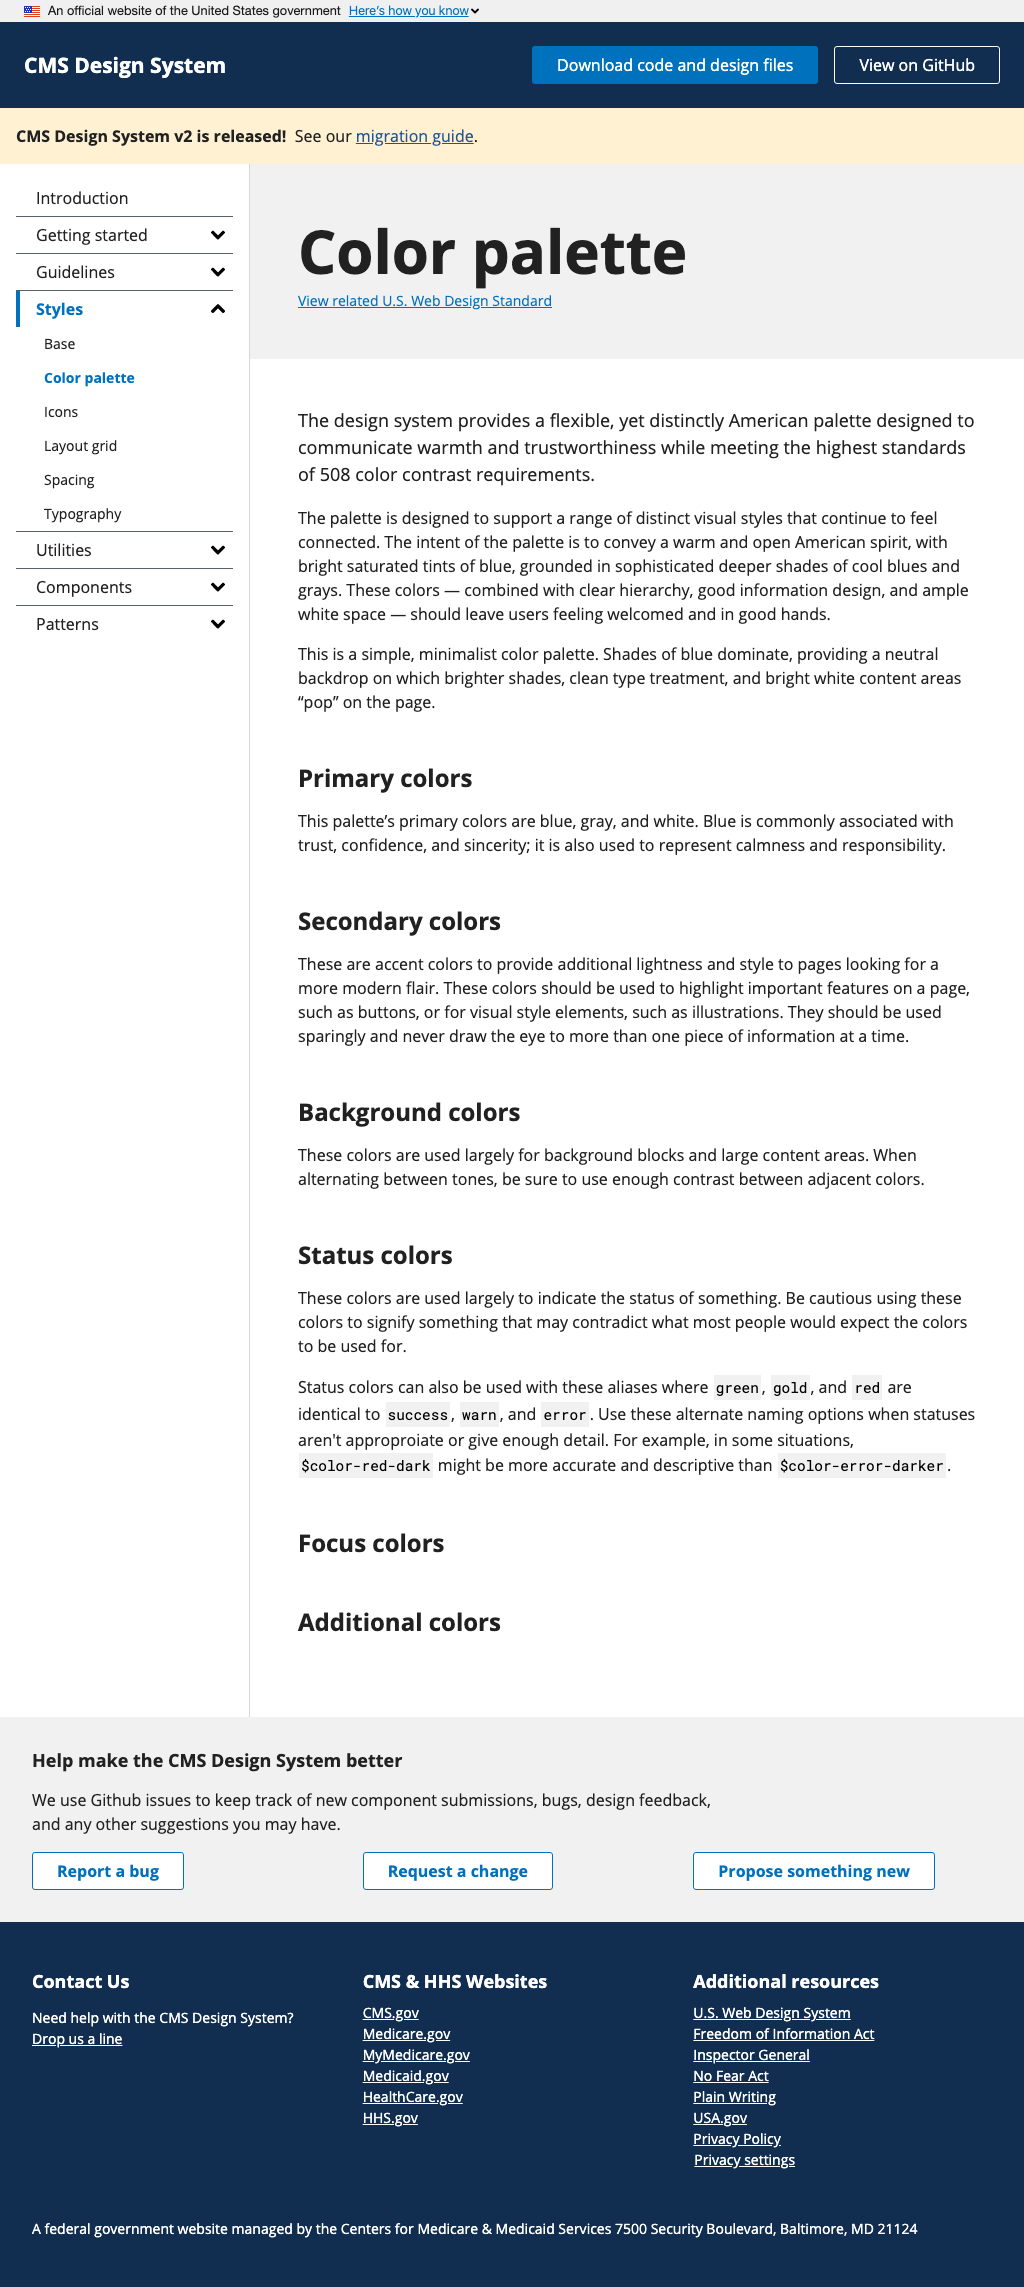 An official website of the United States government Here's how you know
CMS Design System
Download code and design files
View on GitHub
CMS Design System v2 is released! See our migration guide.
Introduction
Getting started
Guidelines
Styles
Base
Color palette
Icons
Layout grid
Spacing
Typography
Utilities
Components
Patterns
Color palette
View related U.S. Web Design Standard
The design system provides a flexible, yet distinctly American palette designed to
communicate warmth and trustworthiness while meeting the highest standards
of 508 color contrast requirements.
The palette is designed to support a range of distinct visual styles that continue to feel
connected. The intent of the palette is to convey a warm and open American spirit, with
bright saturated tints of blue, grounded in sophisticated deeper shades of cool blues and
grays. These colors — combined with clear hierarchy, good information design, and ample
white space — should leave users feeling welcomed and in good hands.
This is a simple, minimalist color palette. Shades of blue dominate, providing a neutral
backdrop on which brighter shades, clean type treatment, and bright white content areas
“pop” on the page.
Primary colors
This palette’s primary colors are blue, gray, and white. Blue is commonly associated with
trust, confidence, and sincerity; it is also used to represent calmness and responsibility.
Secondary colors
These are accent colors to provide additional lightness and style to pages looking for a
more modern flair. These colors should be used to highlight important features on a page,
such as buttons, or for visual style elements, such as illustrations. They should be used
sparingly and never draw the eye to more than one piece of information at a time.
Background colors
These colors are used largely for background blocks and large content areas. When
alternating between tones, be sure to use enough contrast between adjacent colors.
Status colors
These colors are used largely to indicate the status of something. Be cautious using these
colors to signify something that may contradict what most people would expect the colors
to be used for.
Status colors can also be used with these aliases where green, gold, and red are
identical to success, warn, and error. Use these alternate naming options when statuses
aren't approproiate or give enough detail. For example, in some situations,
$color-red-dark might be more accurate and descriptive than $color-error-darker.
Focus colors
Additional colors
Help make the CMS Design System better
We use Github issues to keep track of new component submissions, bugs, design feedback,
and any other suggestions you may have.
Report a bug
Request a change
Propose something new
Contact Us
Need help with the CMS Design System?
Drop us a line
CMS & HHS Websites
CMS.gov
Medicare.gov
MyMedicare.gov
Medicaid.gov
HealthCare.gov
HHS.gov
Additional resources
U.S. Web Design System
Freedom of Information Act
Inspector General
No Fear Act
Plain Writing
USA.gov
Privacy Policy
Privacy settings
A federal government website managed by the Centers for Medicare & Medicaid Services 7500 Security Boulevard, Baltimore, MD 21124